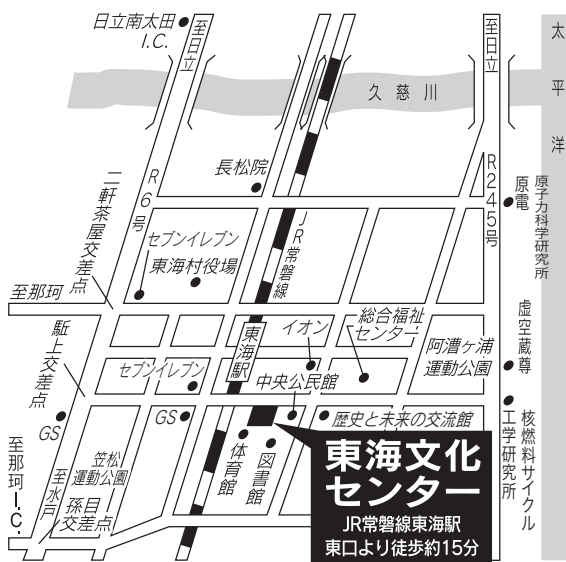 日立南太田
I.C.
至日立
至日立
太平洋
久慈川
長松院
R6号
R245号
原電
原子力科学研究所
二軒茶屋交差点
セブンイレブン
東海村役場
JR常磐線
至那珂
虚空蔵尊
駈上交差点
東海駅
イオン
総合福祉
センター
阿漕ヶ浦
運動公園
セブンイレブン
中央公民館
GS
GS
歴史と未来の交流館
核燃料サイクル
工学研究所
至那珂I.C.
至水戸
笠松
運動公園
孫目
交差点
体育館
図書館
東海文化
センター
JR常磐線東海駅
東口より徒歩約15分